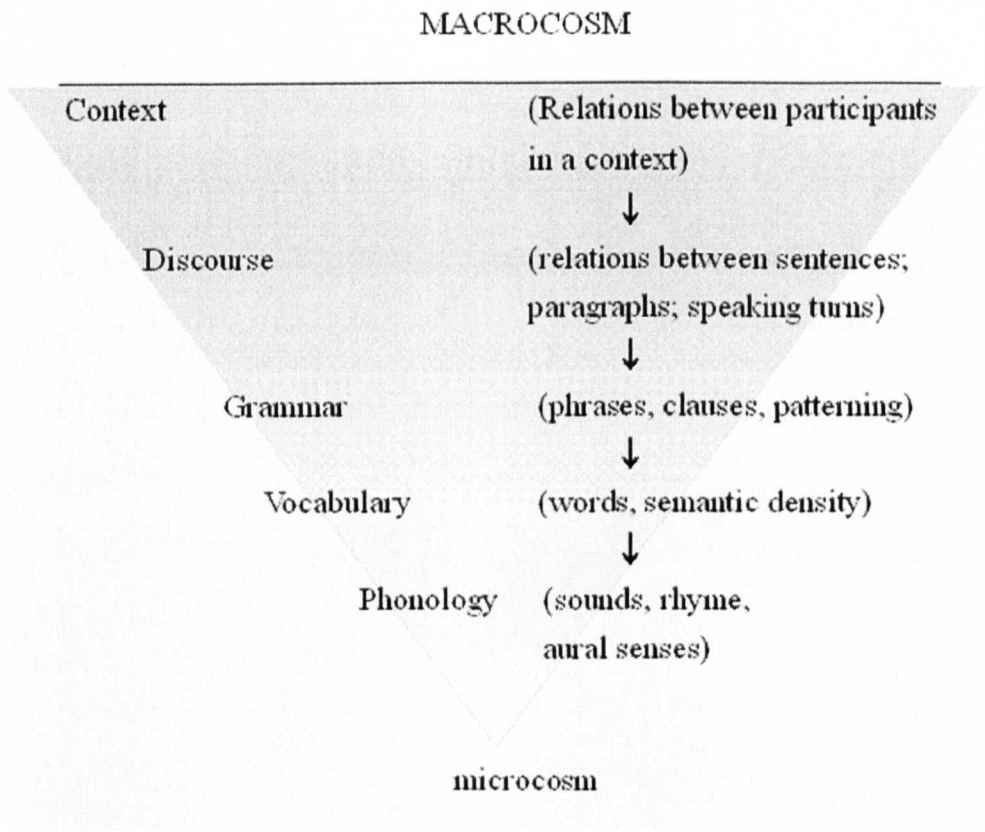 MACROCOSM
Context (Relations between participants
in a context)
↓
Discourse (relations between sentences;
paragraphs; speaking turns)
↓
Grammar (phrases, clauses, patterning)
↓
Vocabulary (words, semantic density)
↓
Phonology (sounds, rhyme,
aural senses)
microcosm